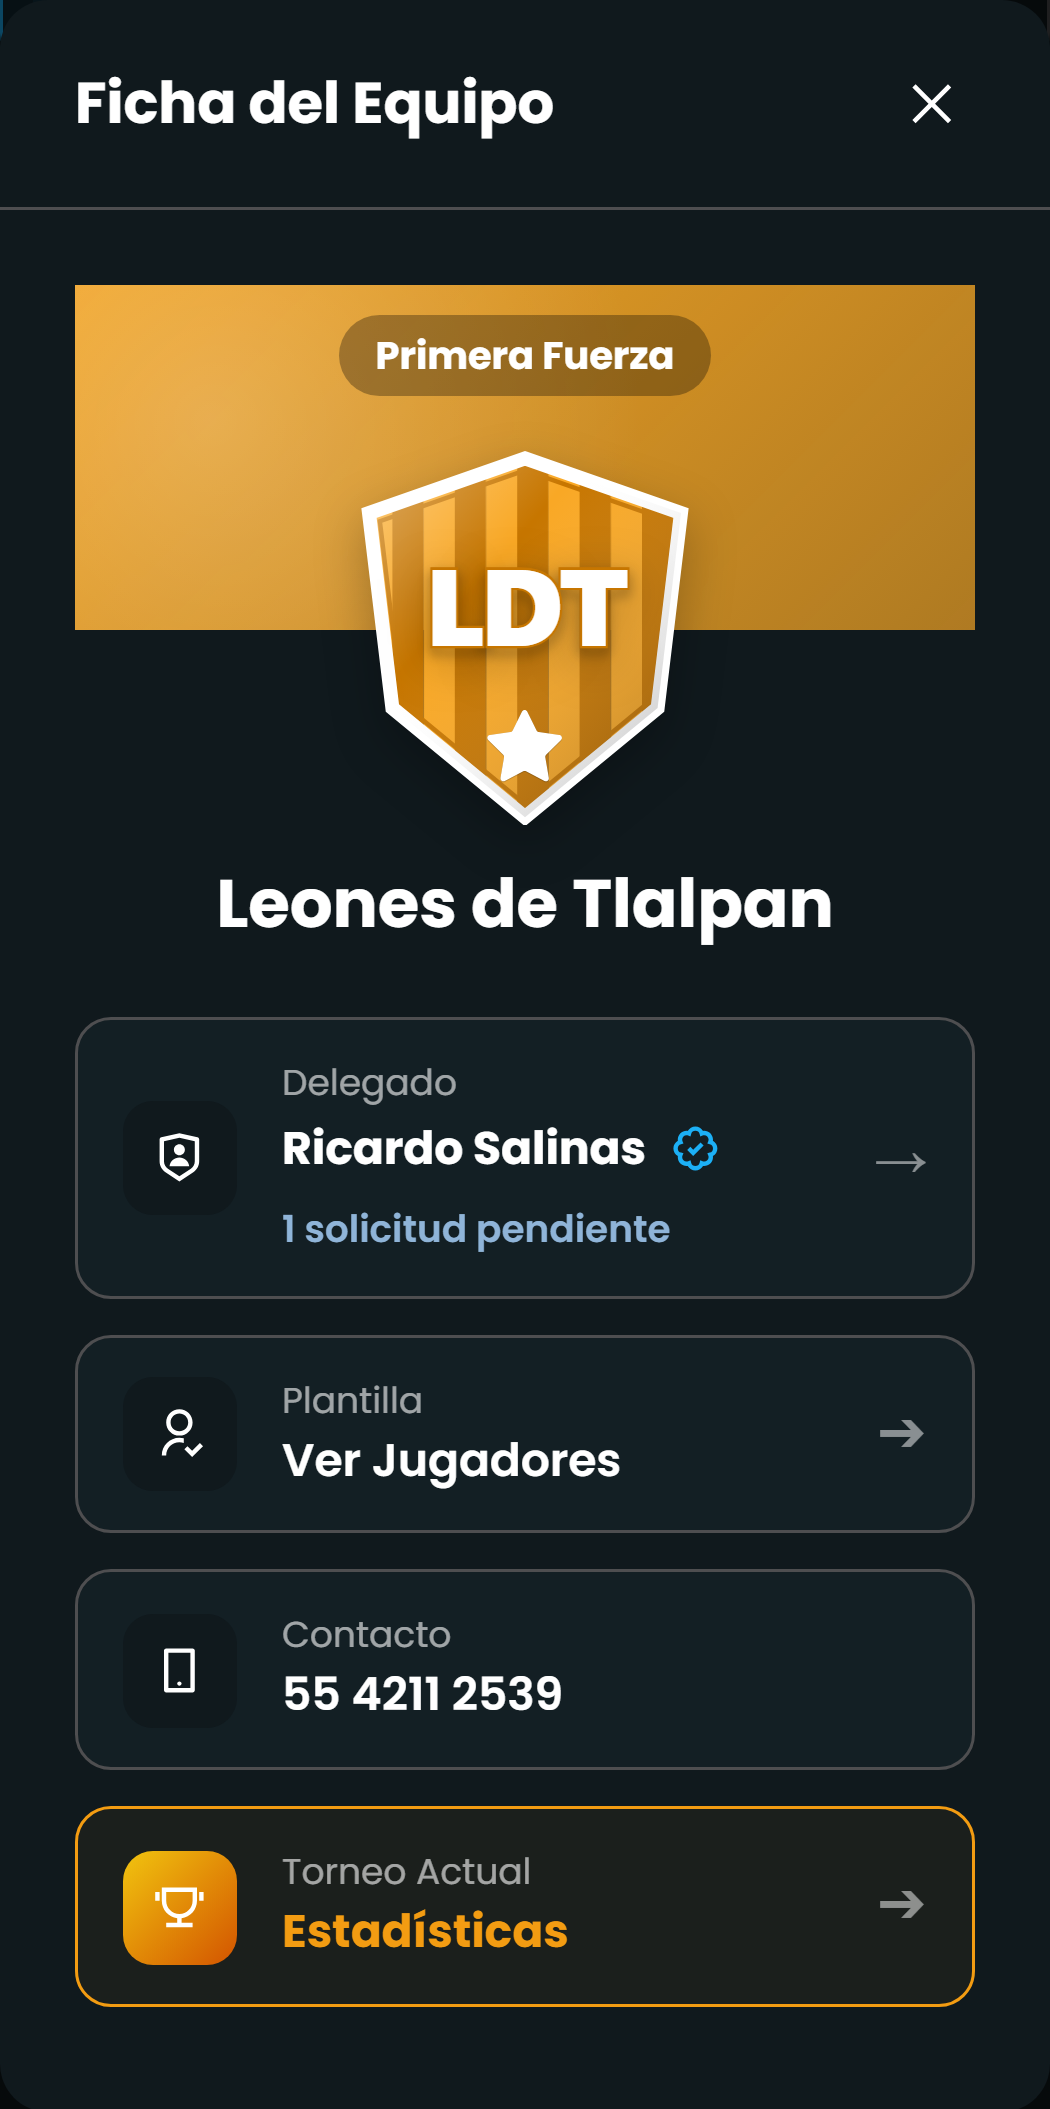 Ficha del Equipo
Primera Fuerza
LDT
Leones de Tlalpan
Delegado
Ricardo Salinas
1 solicitud pendiente
Plantilla
Ver Jugadores
Contacto
55 4211 2539
Torneo Actual
Estadísticas